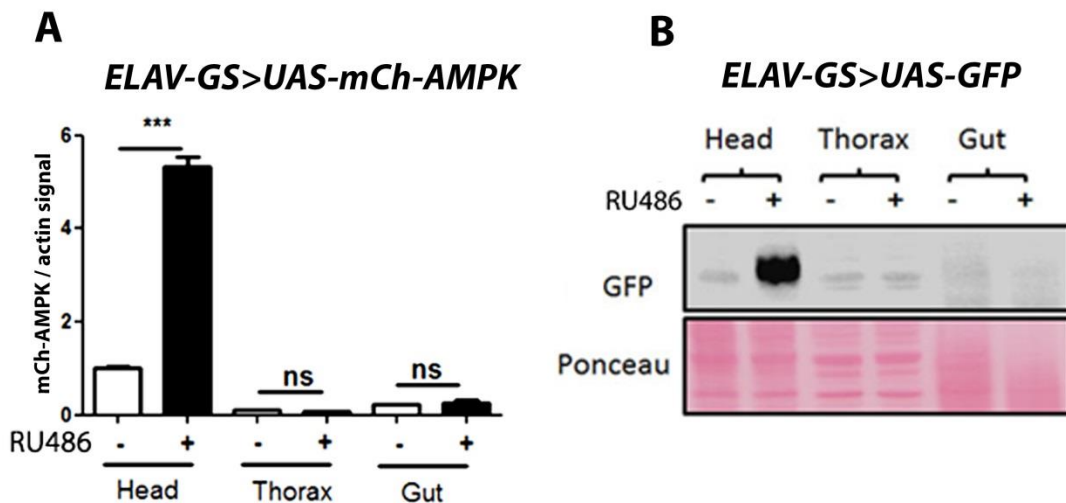 A
ELAV-GS>UAS-mCh-AMPK
mCh-AMPK / actin signal
6
4
2
0
***
ns
ns
RU486 - + - + - +
Head Thorax Gut
B
ELAV-GS>UAS-GFP
Head Thorax Gut
RU486 - + - + - +
GFP
Ponceau